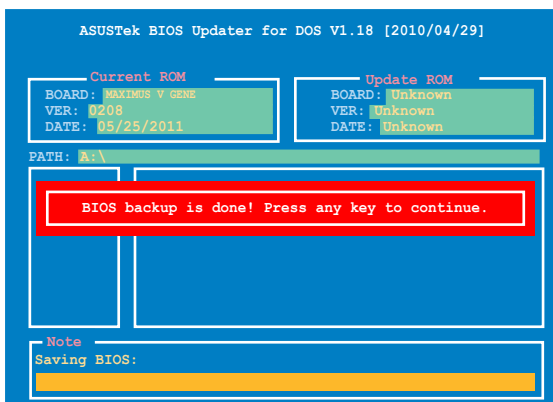 ASUSTek BIOS Updater for DOS V1.18 [2010/04/29]
Current ROM
BOARD: MAXIMUS V GENE
VER: 0208
DATE: 05/25/2011
Update ROM
BOARD: Unknown
VER: Unknown
DATE: Unknown
PATH: A:\
BIOS backup is done! Press any key to continue.
Note
Saving BIOS: